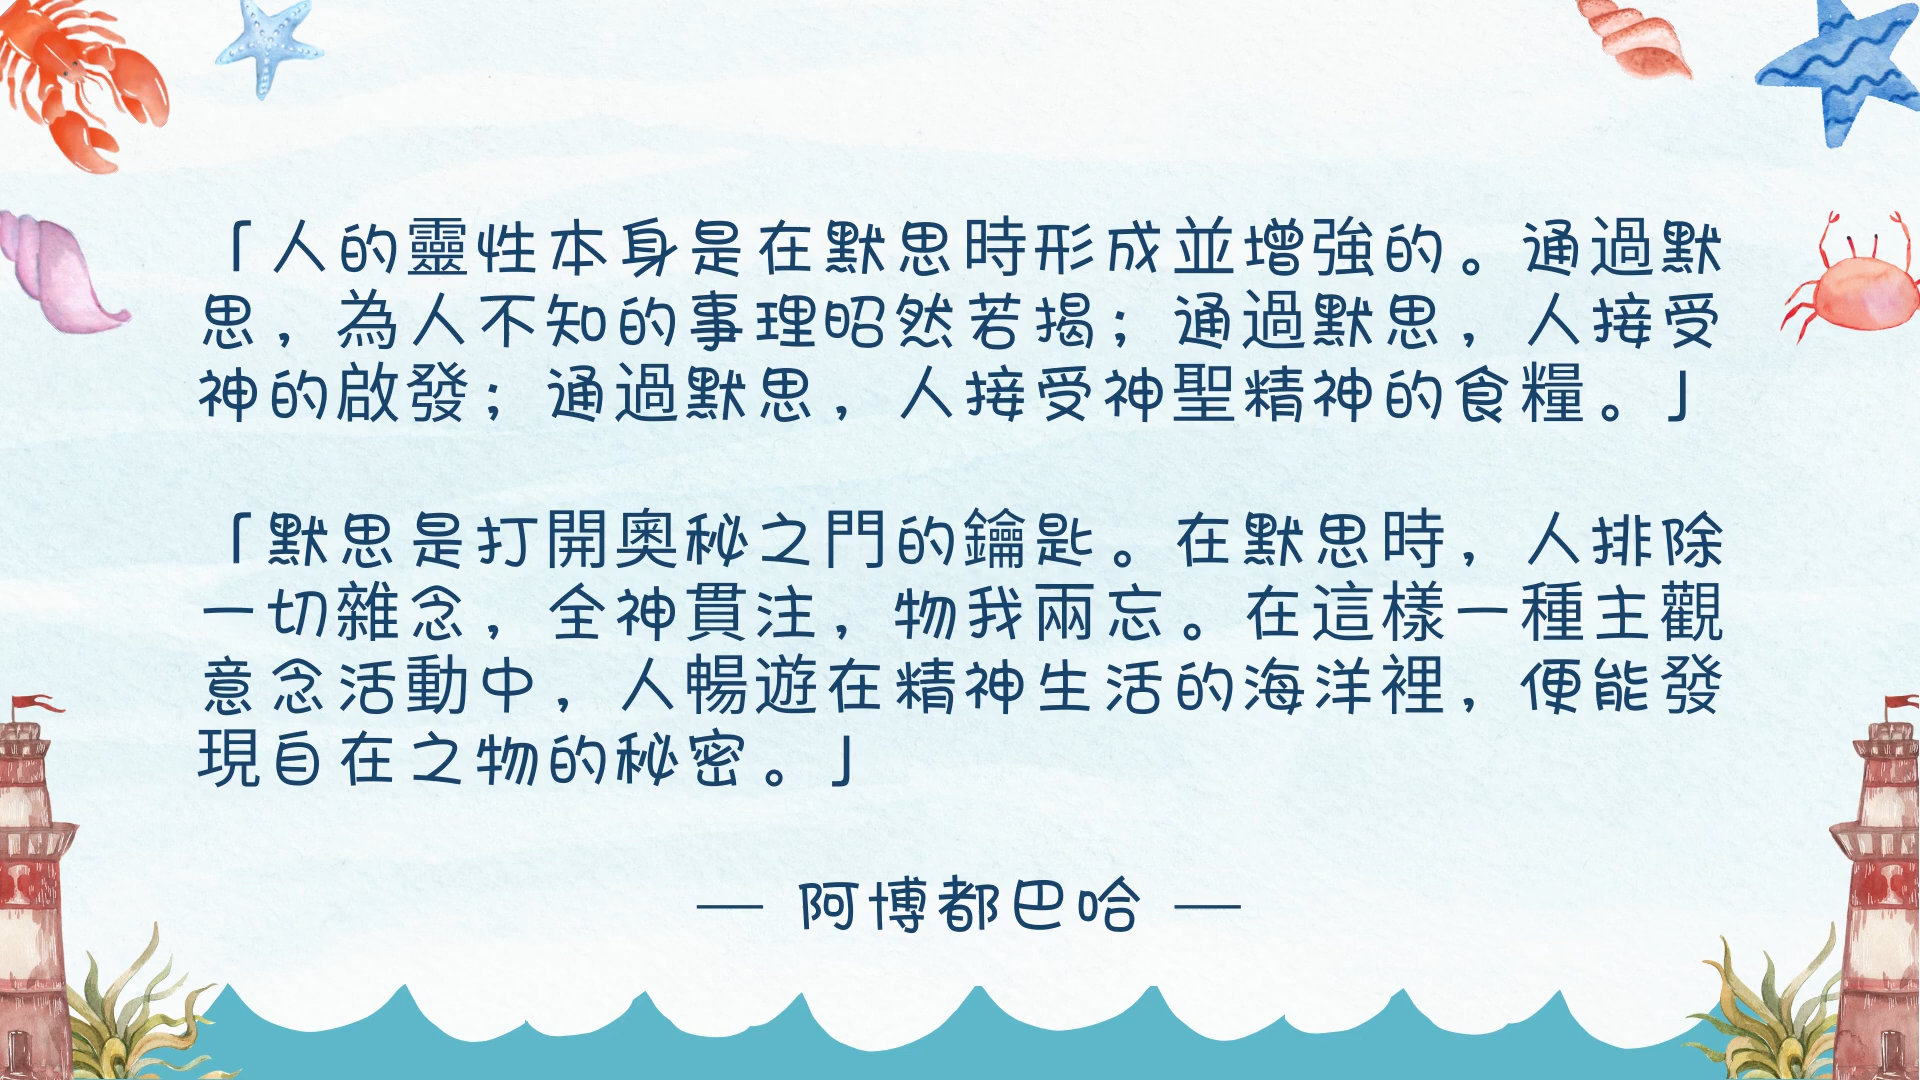 「人的靈性本身是在默思時形成並增強的。通過默
思，為人不知的事理昭然若揭；通過默思，人接受
神的啟發；通過默思，人接受神聖精神的食糧。」
「默思是打開奧秘之門的鑰匙。在默思時，人排除
一切雜念，全神貫注，物我兩忘。在這樣一種主觀
意念活動中，人暢遊在精神生活的海洋裡，便能發
現自在之物的秘密。」
— 阿博都巴哈 —